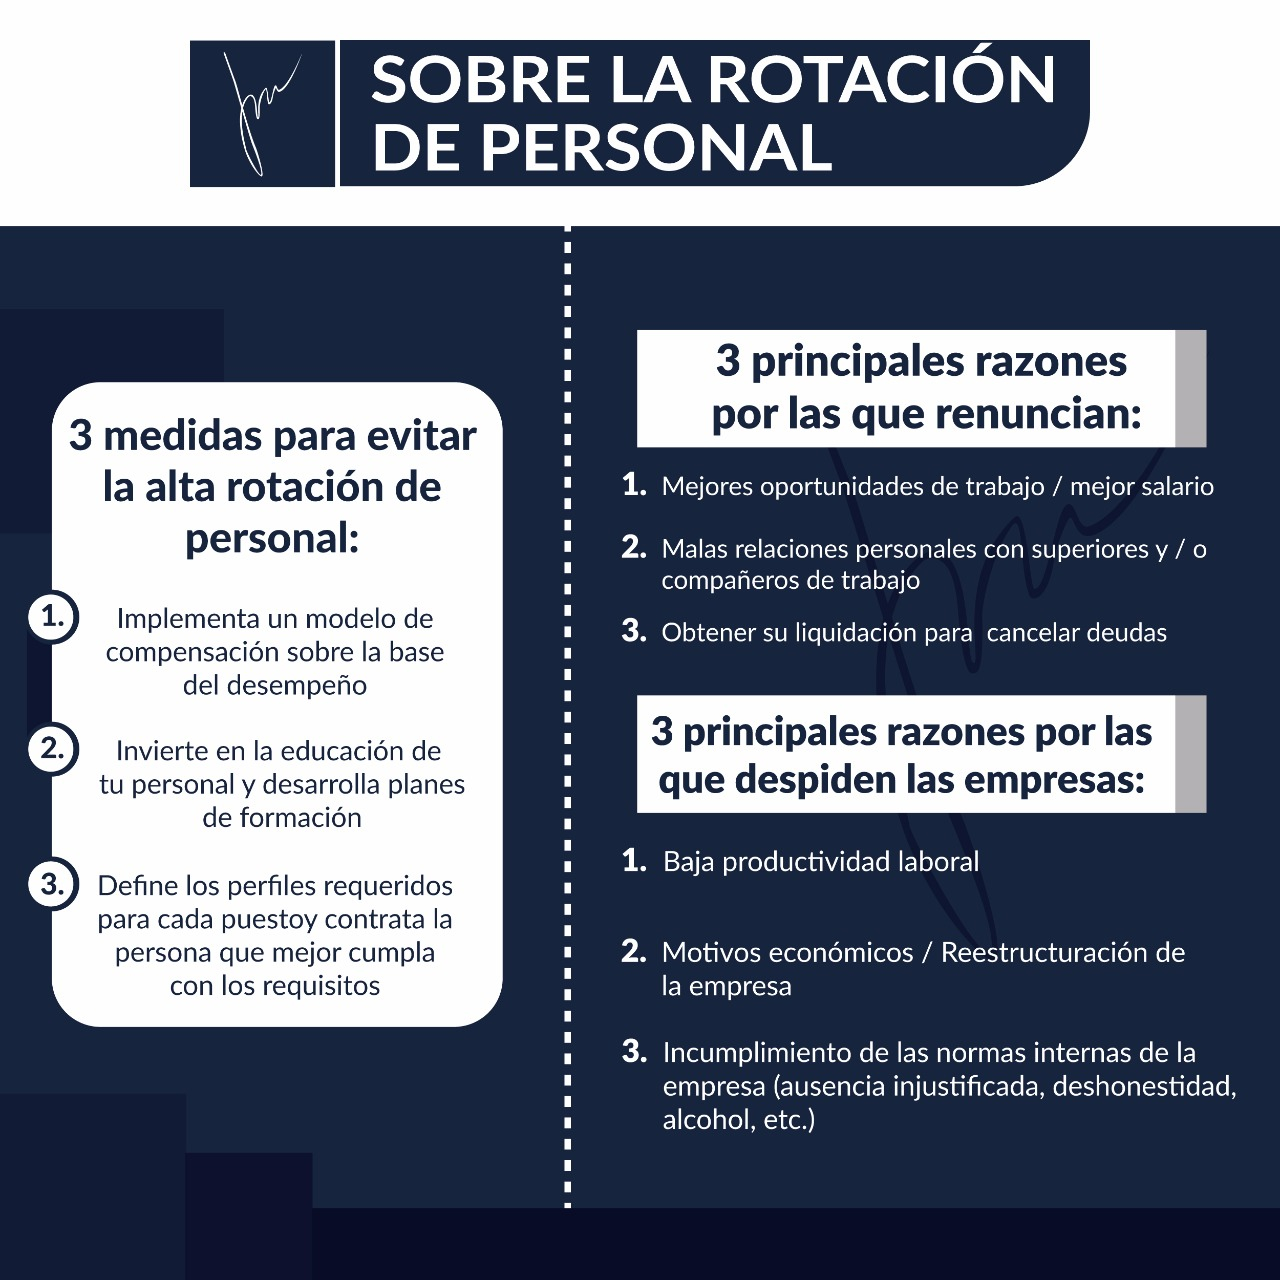 SOBRE LA ROTACIÓN
DE PERSONAL
3 medidas para evitar
la alta rotación de
personal:
1. Implementa un modelo de
compensación sobre la base
del desempeño
2. Invierte en la educación de
tu personal y desarrolla planes
de formación
3. Define los perfiles requeridos
para cada puestoy contrata la
persona que mejor cumpla
con los requisitos
3 principales razones
por las que renuncian:
1. Mejores oportunidades de trabajo / mejor salario
2. Malas relaciones personales con superiores y / o
compañeros de trabajo
3. Obtener su liquidación para cancelar deudas
3 principales razones por las
que despiden las empresas:
1. Baja productividad laboral
2. Motivos económicos / Reestructuración de
la empresa
3. Incumplimiento de las normas internas de la
empresa (ausencia injustificada, deshonestidad,
alcohol, etc.)